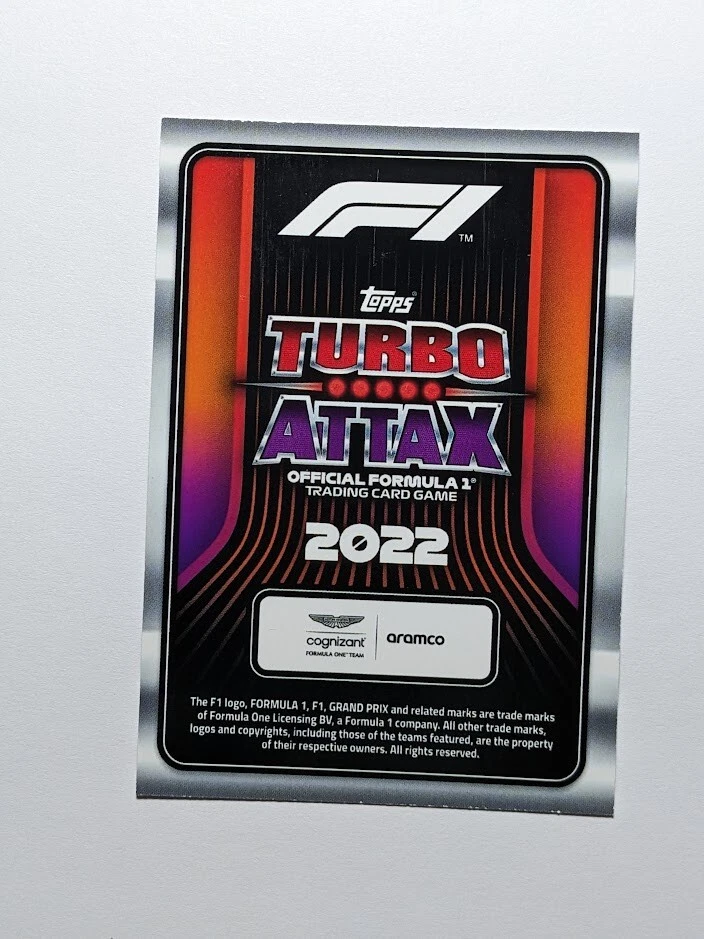 F1
TM
Topps®
TURBO
ATTAX
OFFICIAL FORMULA 1®
TRADING CARD GAME
2022
cognizant
aramco
FORMULA ONE™ TEAM
The F1 logo, FORMULA 1, F1, GRAND PRIX and related marks are trade marks
of Formula One Licensing BV, a Formula 1 company. All other trade marks,
logos and copyrights, including those of the teams featured, are the property
of their respective owners. All rights reserved.